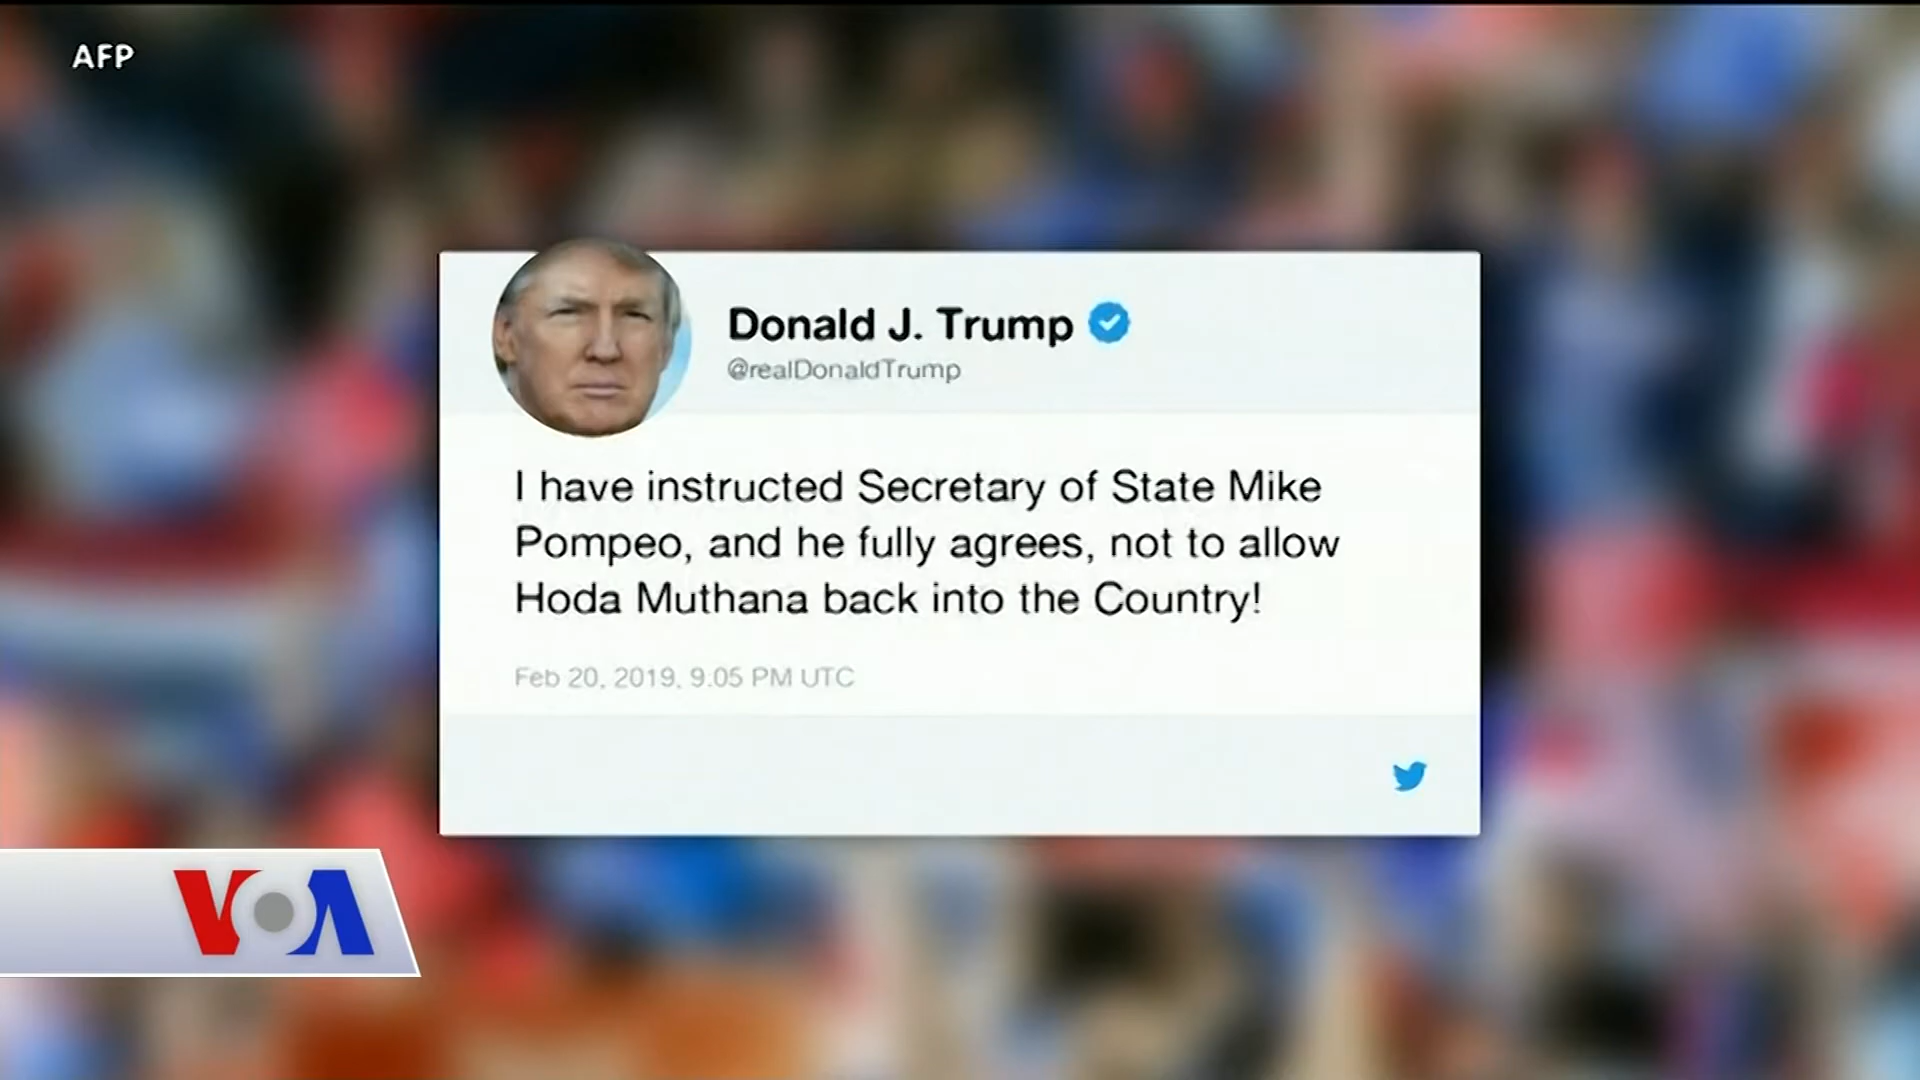 AFP
Donald J. Trump
@realDonaldTrump
I have instructed Secretary of State Mike
Pompeo, and he fully agrees, not to allow
Hoda Muthana back into the Country!
Feb 20, 2019, 9:05 PM UTC
VOA